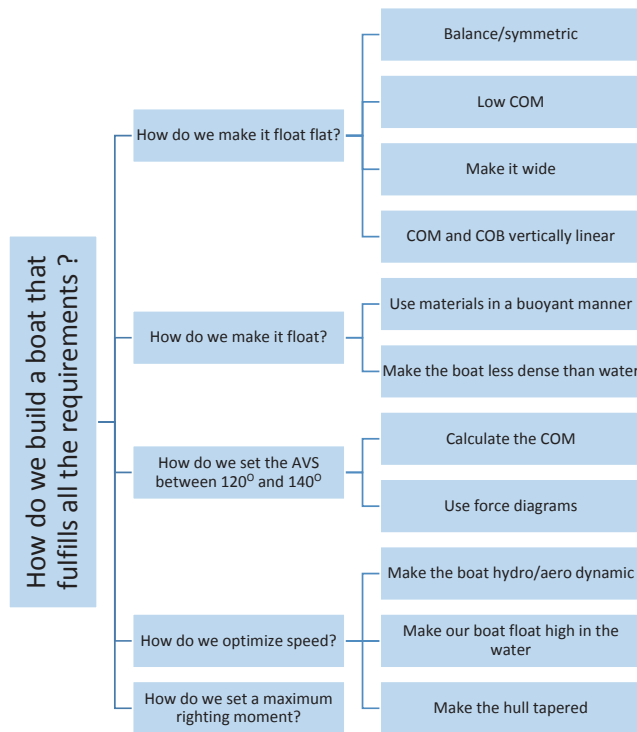 How do we build a boat that
fulfills all the requirements ?
How do we make it float flat?
Balance/symmetric
Low COM
Make it wide
COM and COB vertically linear
How do we make it float?
Use materials in a buoyant manner
Make the boat less dense than water
How do we set the AVS
between 120⁰ and 140⁰
Calculate the COM
Use force diagrams
How do we optimize speed?
Make the boat hydro/aero dynamic
Make our boat float high in the
water
Make the hull tapered
How do we set a maximum
righting moment?